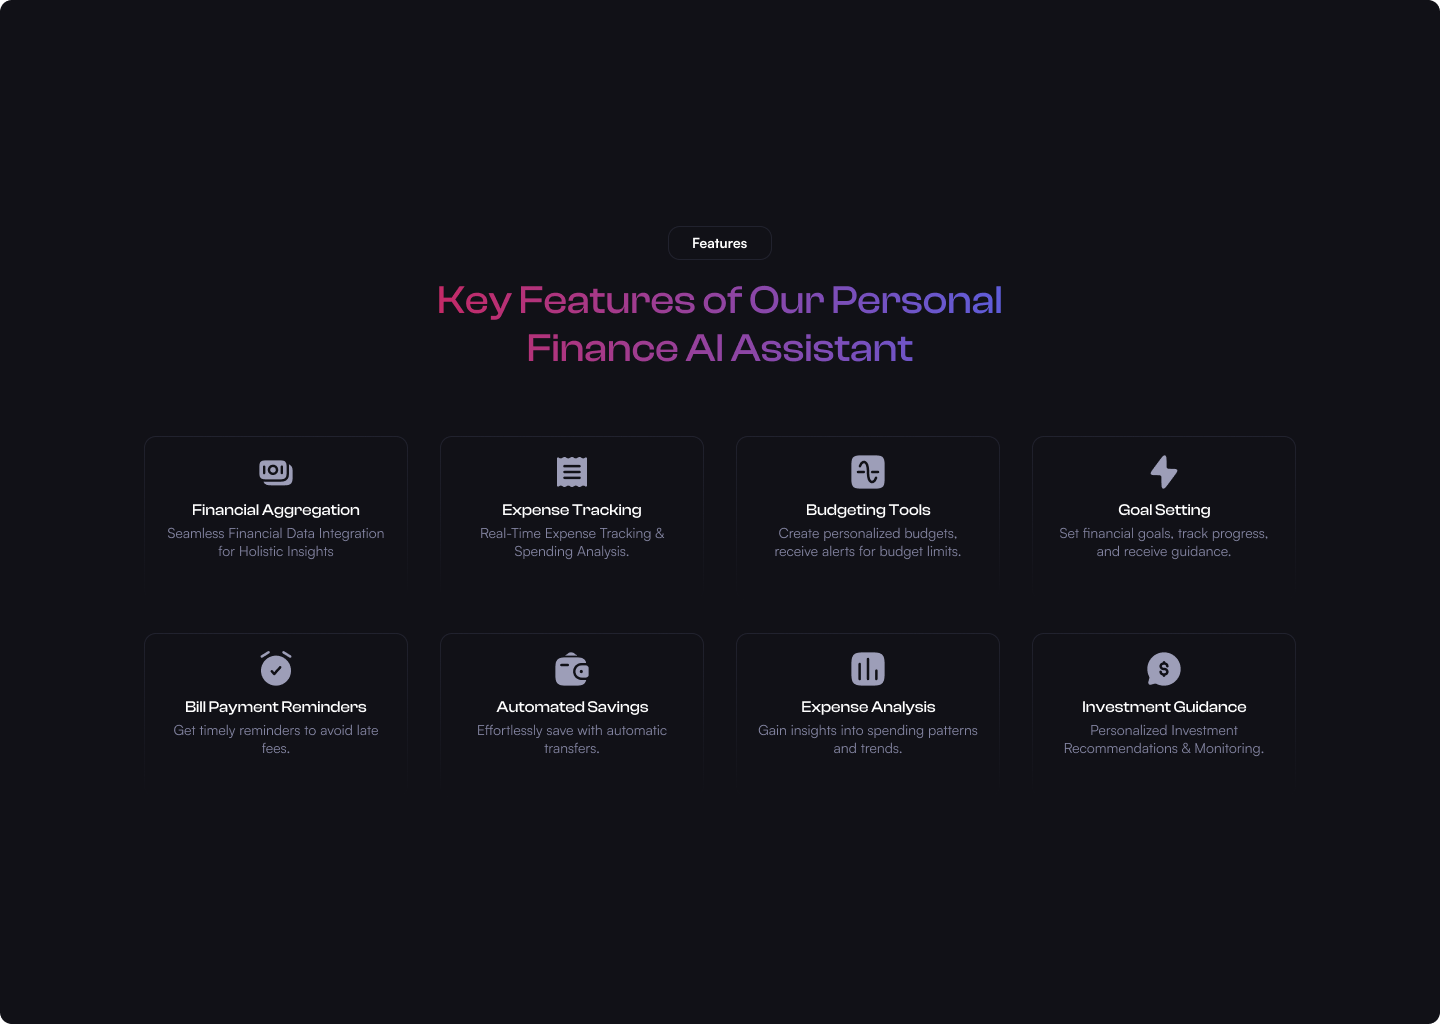 Features
Key Features of Our Personal
Finance AI Assistant
Financial Aggregation
Seamless Financial Data Integration
for Holistic Insights
Expense Tracking
Real-Time Expense Tracking &
Spending Analysis.
Budgeting Tools
Create personalized budgets,
receive alerts for budget limits.
Goal Setting
Set financial goals, track progress,
and receive guidance.
Bill Payment Reminders
Get timely reminders to avoid late
fees.
Automated Savings
Effortlessly save with automatic
transfers.
Expense Analysis
Gain insights into spending patterns
and trends.
Investment Guidance
Personalized Investment
Recommendations & Monitoring.